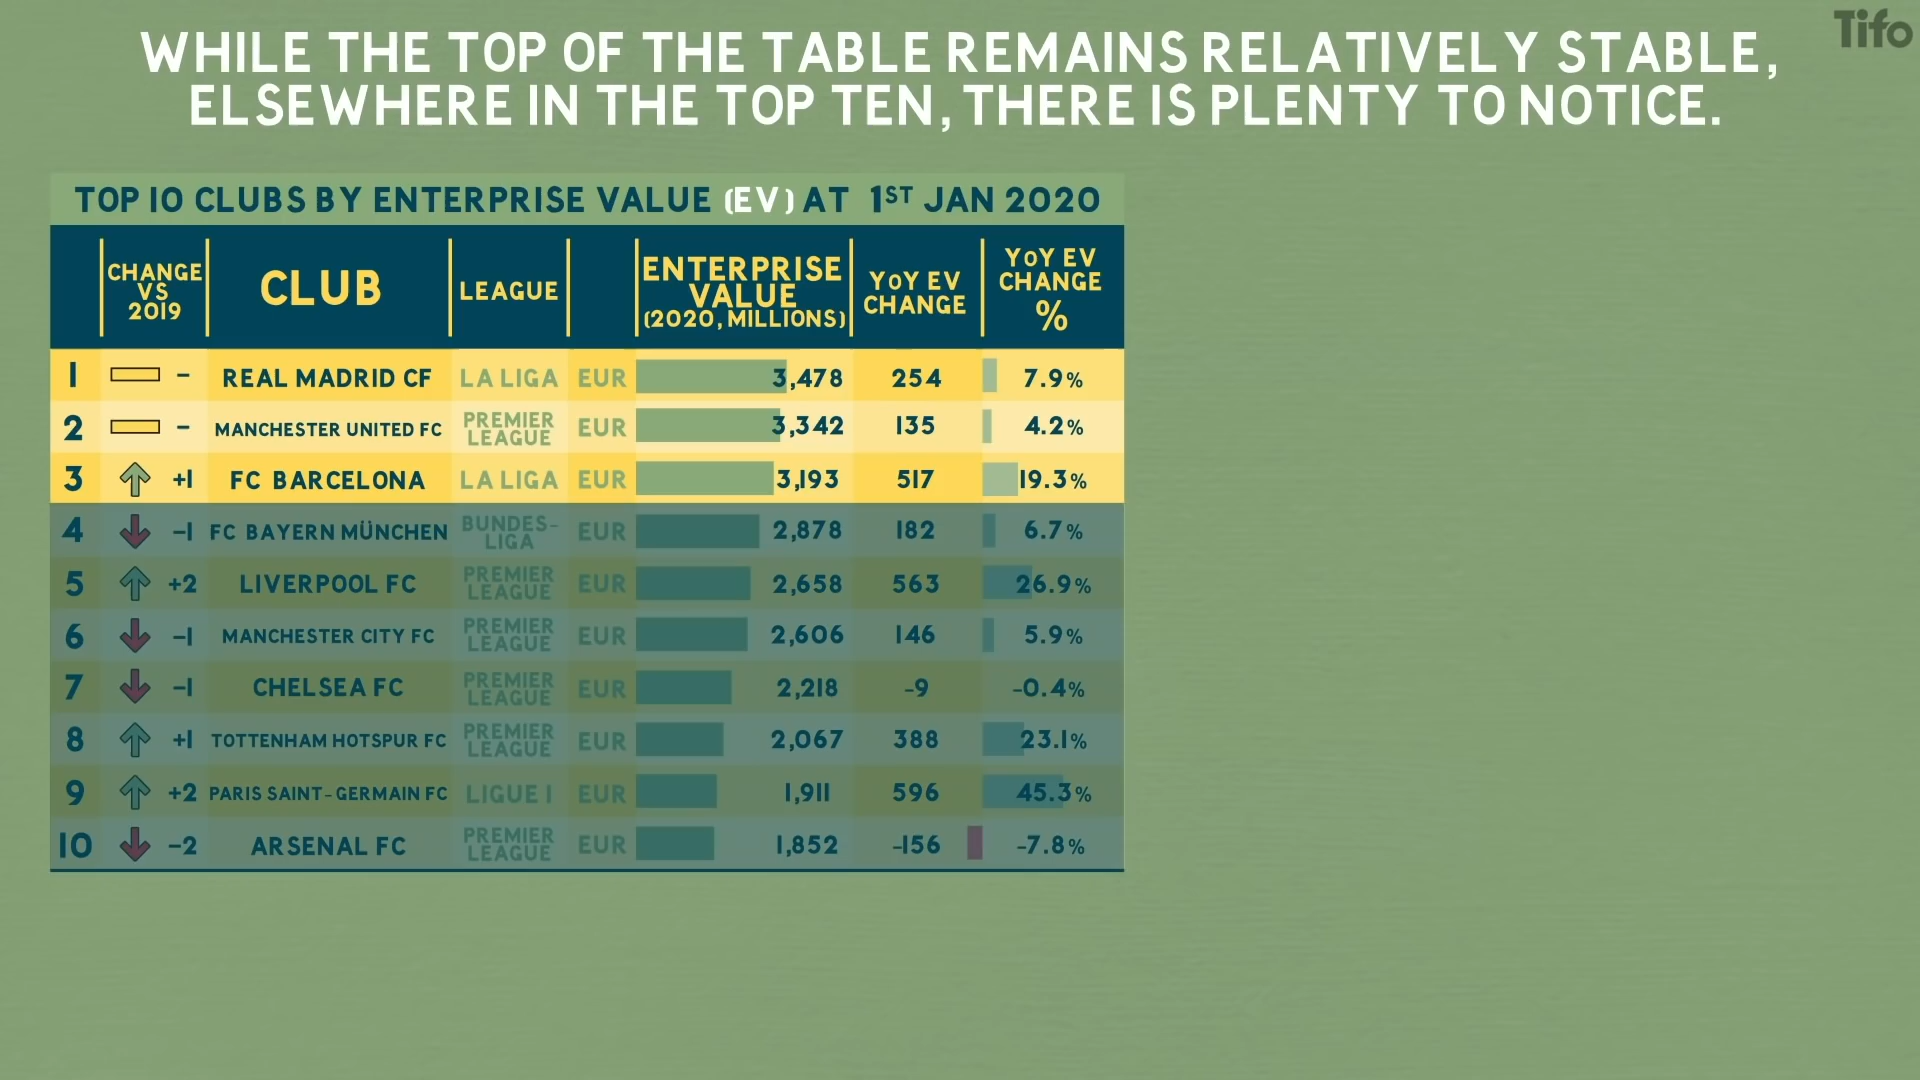 Tifo
WHILE THE TOP OF THE TABLE REMAINS RELATIVELY STABLE,
ELSEWHERE IN THE TOP TEN, THERE IS PLENTY TO NOTICE.
TOP 10 CLUBS BY ENTERPRISE VALUE (EV) AT 1ST JAN 2020
CHANGE VS 2019 CLUB LEAGUE ENTERPRISE VALUE (2020, MILLIONS) YoY EV CHANGE YoY EV CHANGE %
1 - REAL MADRID CF LA LIGA EUR 3,478 254 7.9%
2 - MANCHESTER UNITED FC PREMIER LEAGUE EUR 3,342 135 4.2%
3 +1 FC BARCELONA LA LIGA EUR 3,193 517 19.3%
4 -1 FC BAYERN MÜNCHEN BUNDES-LIGA EUR 2,878 182 6.7%
5 +2 LIVERPOOL FC PREMIER LEAGUE EUR 2,658 563 26.9%
6 -1 MANCHESTER CITY FC PREMIER LEAGUE EUR 2,606 146 5.9%
7 -1 CHELSEA FC PREMIER LEAGUE EUR 2,218 -9 -0.4%
8 +1 TOTTENHAM HOTSPUR FC PREMIER LEAGUE EUR 2,067 388 23.1%
9 +2 PARIS SAINT-GERMAIN FC LIGUE 1 EUR 1,911 596 45.3%
10 -2 ARSENAL FC PREMIER LEAGUE EUR 1,852 -156 -7.8%